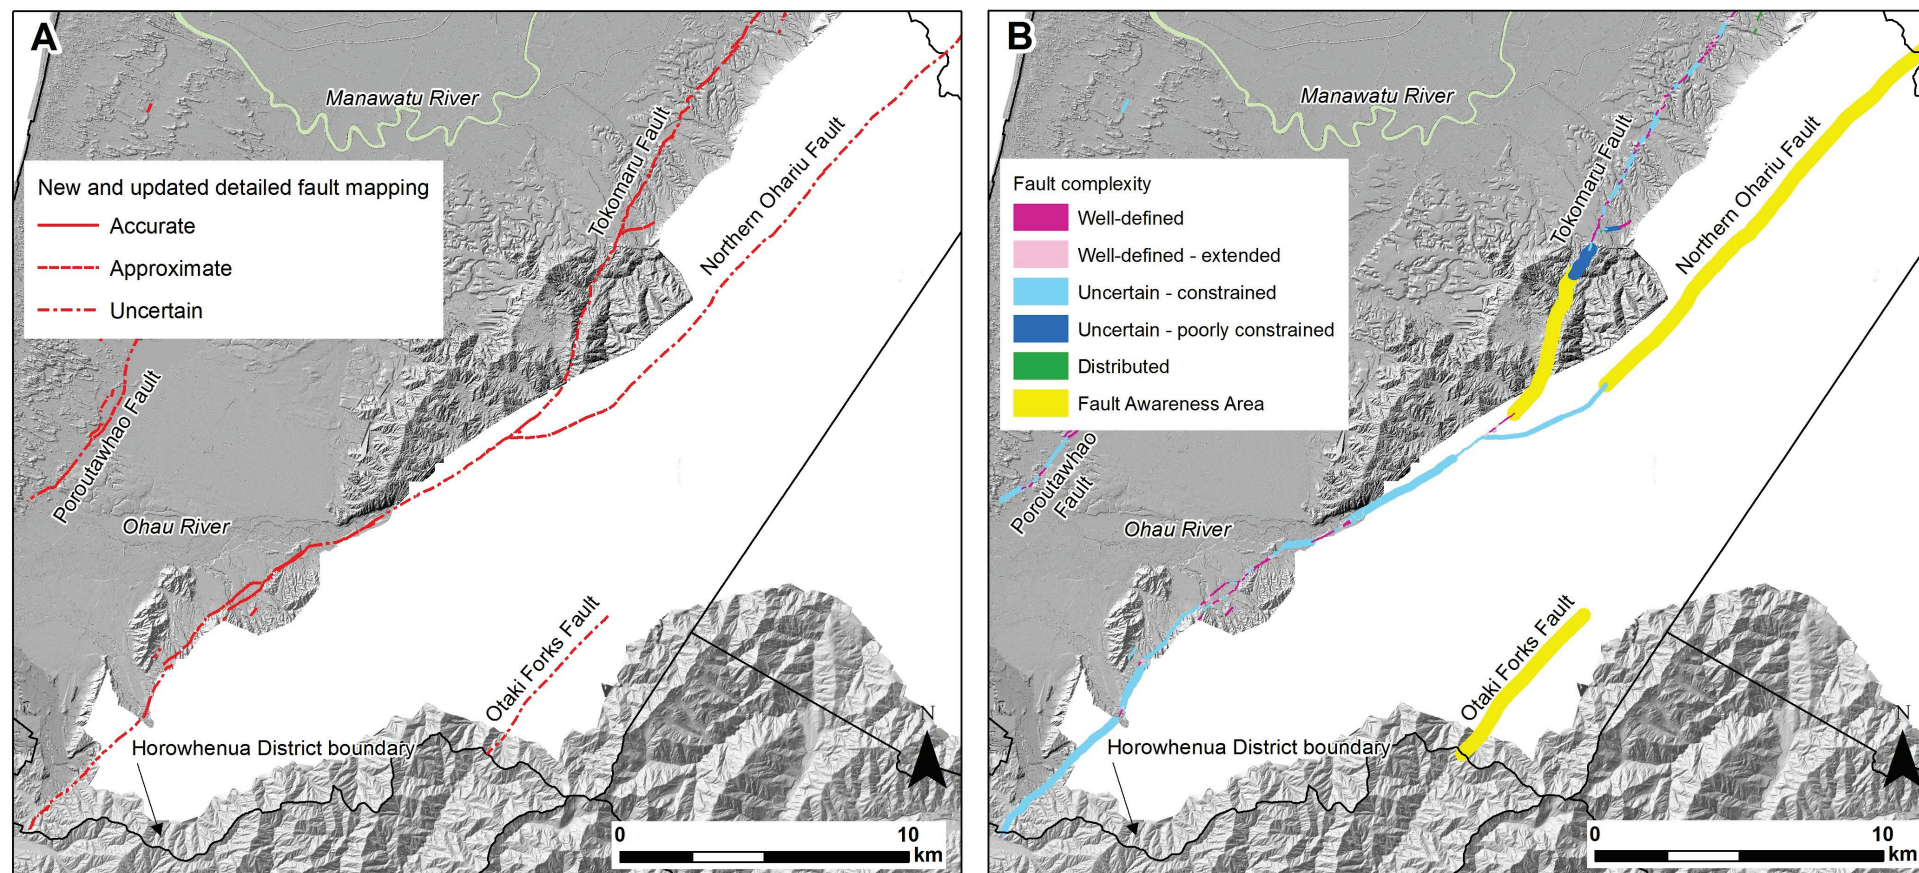 A
Manawatu River
New and updated detailed fault mapping
Accurate
Approximate
Uncertain
Tokomaru Fault
Northern Ohariu Fault
Poroutawhao Fault
Ohau River
Otaki Forks Fault
Horowhenua District boundary
N
0 10
km
B
Manawatu River
Fault complexity
Well-defined
Well-defined - extended
Uncertain - constrained
Uncertain - poorly constrained
Distributed
Fault Awareness Area
Tokomaru Fault
Northern Ohariu Fault
Poroutawhao
Fault
Ohau River
Otaki Forks Fault
Horowhenua District boundary
N
0 10
km